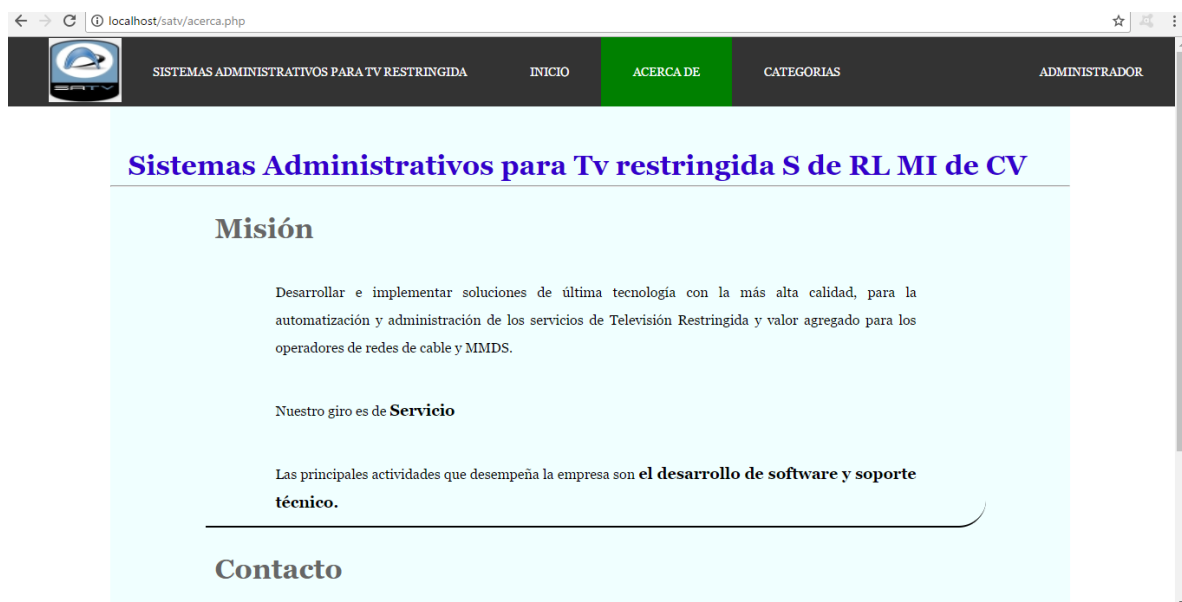 localhost/satv/acerca.php
SATV
SISTEMAS ADMINISTRATIVOS PARA TV RESTRINGIDA
INICIO
ACERCA DE
CATEGORIAS
ADMINISTRADOR
Sistemas Administrativos para Tv restringida S de RL MI de CV
Misión
Desarrollar e implementar soluciones de última tecnología con la más alta calidad, para la
automatización y administración de los servicios de Televisión Restringida y valor agregado para los
operadores de redes de cable y MMDS.
Nuestro giro es de Servicio
Las principales actividades que desempeña la empresa son el desarrollo de software y soporte
técnico.
Contacto